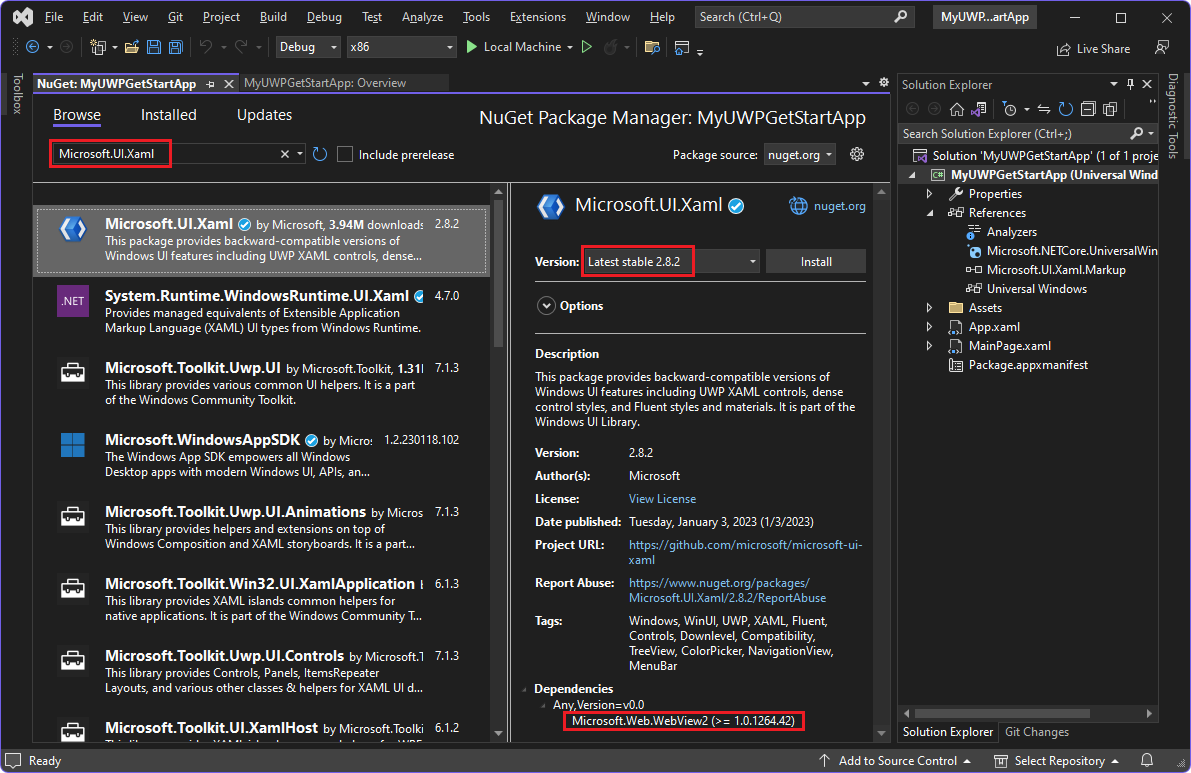 File Edit View Git Project Build Debug Test Analyze Tools Extensions Window Help Search (Ctrl+Q) MyUWP...artApp
Debug x86 Local Machine Live Share
Toolbox
NuGet: MyUWPGetStartApp MyUWPGetStartApp: Overview
Browse Installed Updates
NuGet Package Manager: MyUWPGetStartApp
Microsoft.UI.Xaml Include prerelease
Package source: nuget.org
Microsoft.UI.Xaml by Microsoft, 3.94M downloads 2.8.2
This package provides backward-compatible versions of
Windows UI features including UWP XAML controls, dense...
.NET
System.Runtime.WindowsRuntime.UI.Xaml 4.7.0
Provides managed equivalents of Extensible Application
Markup Language (XAML) UI types from Windows Runtime.
Microsoft.Toolkit.Uwp.UI by Microsoft.Toolkit, 1.31 7.1.3
This library provides various common UI helpers. It is a part
of the Windows Community Toolkit.
Microsoft.WindowsAppSDK by Micros 1.2.230118.102
The Windows App SDK empowers all Windows
Desktop apps with modern Windows UI, APIs, an...
Microsoft.Toolkit.Uwp.UI.Animations by Micros 7.1.3
This library provides helpers and extensions on top of
Windows Composition and XAML storyboards. It is a part...
Microsoft.Toolkit.Win32.UI.XamlApplication 6.1.3
This library provides XAML islands common helpers for
native applications. It is part of the Windows Community T...
Microsoft.Toolkit.Uwp.UI.Controls by Microsoft.T 7.1.3
This library provides Controls, Panels, ItemsRepeater
Layouts, and various other classes & helpers for XAML UI d...
Microsoft.Toolkit.UI.XamlHost by Microsoft.Toolki 6.1.2
Microsoft.UI.Xaml nuget.org
Version: Latest stable 2.8.2 Install
Options
Description
This package provides backward-compatible versions of
Windows UI features including UWP XAML controls, dense
control styles, and Fluent styles and materials. It is part of the
Windows UI Library.
Version: 2.8.2
Author(s): Microsoft
License: View License
Date published: Tuesday, January 3, 2023 (1/3/2023)
Project URL: https://github.com/microsoft/microsoft-ui-
xaml
Report Abuse: https://www.nuget.org/packages/
Microsoft.UI.Xaml/2.8.2/ReportAbuse
Tags: Windows, WinUI, UWP, XAML, Fluent,
Controls, Downlevel, Compatibility,
TreeView, ColorPicker, NavigationView,
MenuBar
Dependencies
Any,Version=v0.0
Microsoft.Web.WebView2 (>= 1.0.1264.42)
Solution Explorer
Search Solution Explorer (Ctrl+;)
Solution 'MyUWPGetStartApp' (1 of 1 proje
C# MyUWPGetStartApp (Universal Wind
Properties
References
Analyzers
Microsoft.NETCore.UniversalWin
Microsoft.UI.Xaml.Markup
Universal Windows
Assets
App.xaml
MainPage.xaml
Package.appxmanifest
Solution Explorer Git Changes
Diagnostic Tools
Ready Add to Source Control Select Repository